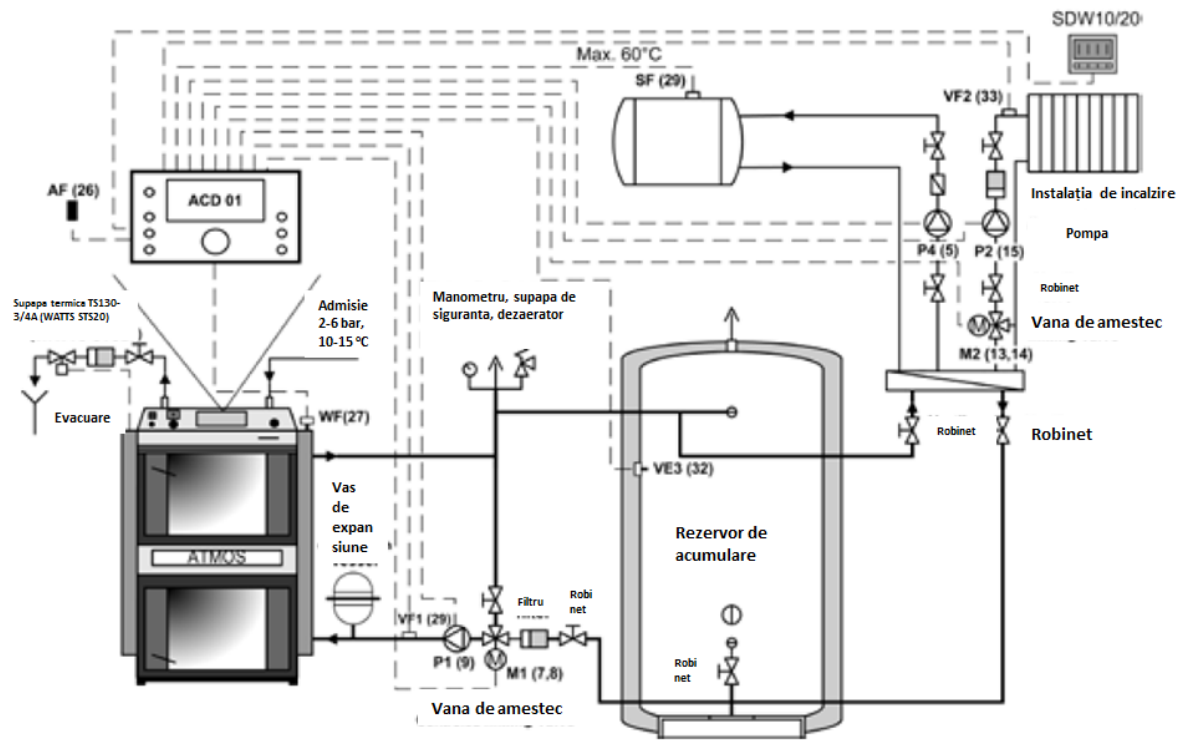 SDW10/20
Max. 60°C
SF (29)
VF2 (33)
AF (26)
ACD 01
Instalația de incalzire
P4 (5)
P2 (15)
Pompa
Supapa termica TS130-
3/4A (WATTS STS20)
Admisie
2-6 bar,
10-15 °C
Manometru, supapa de
siguranta, dezaerator
Robinet
M
Vana de amestec
M2 (13,14)
Evacuare
WF(27)
Robinet
Robinet
VE3 (32)
Vas
de
expan
siune
Rezervor de
acumulare
ATMOS
Filtru
Robi
net
VF1 (29)
P1 (9)
M
M1 (7,8)
Robi
net
Vana de amestec